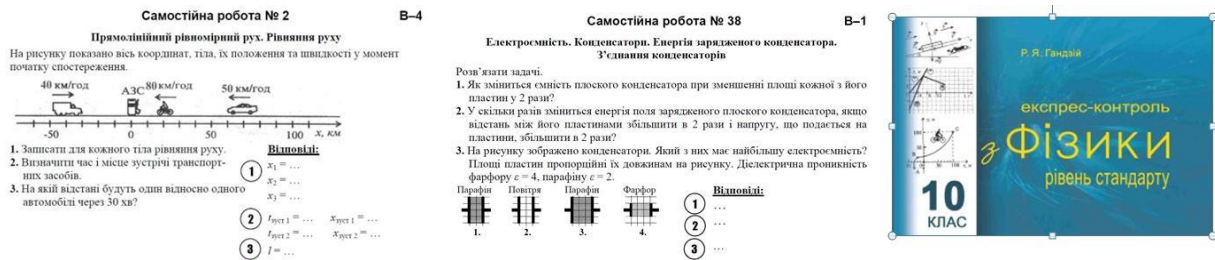 Самостійна робота № 2
В–4
Прямолінійний рівномірний рух. Рівняння руху
На рисунку показано вісь координат, тіла, їх положення та швидкості у момент
початку спостереження.
40 км/год
АЗС
80 км/год
50 км/год
-50
0
50
100
x, км
1. Записати для кожного тіла рівняння руху.
2. Визначити час і місце зустрічі транспорт-
них засобів.
3. На якій відстані будуть один відносно одного
автомобілі через 30 хв?
Відповіді:
1
x₁ = …
x₂ = …
x₃ = …
2
tзуст 1 = … xзуст 1 = …
tзуст 2 = … xзуст 2 = …
3
l = …
Самостійна робота № 38
В–1
Електроємність. Конденсатори. Енергія зарядженого конденсатора.
З’єднання конденсаторів
Розв’язати задачі.
1. Як зміниться ємність плоского конденсатора при зменшенні площі кожної з його
пластин у 2 рази?
2. У скільки разів зміниться енергія поля зарядженого плоского конденсатора, якщо
відстань між його пластинами збільшити в 2 рази і напругу, що подається на
пластини, збільшити в 2 рази?
3. На рисунку зображено конденсатори. Який з них має найбільшу електроємність?
Площі пластин пропорційні їх довжинам на рисунку. Діелектрична проникність
фарфору ε = 4, парафіну ε = 2.
Парафін
Повітря
Парафін
Фарфор
1.
2.
3.
4.
Відповіді:
1 …
2 …
3 …
Р. Я. Гандзій
експрес-контроль
з Фізики
рівень стандарту
10
КЛАС